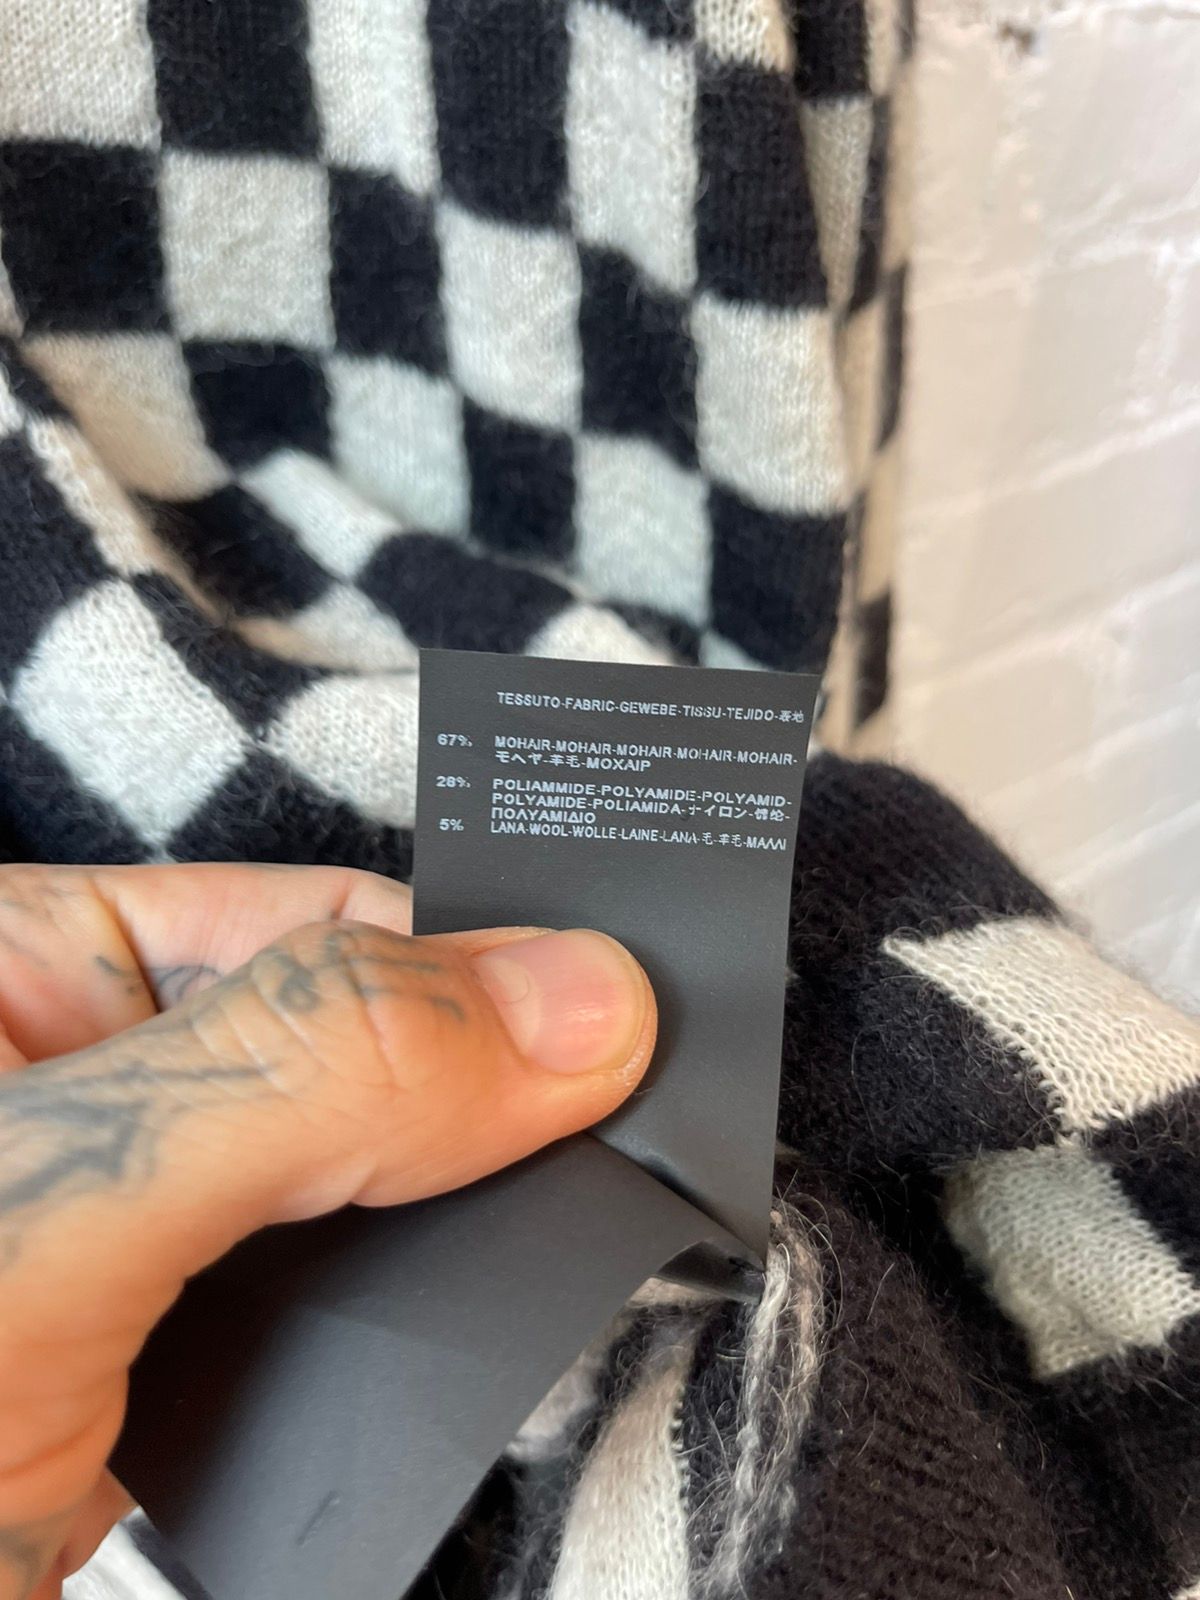 TESSUTO-FABRIC-GEWEBE-TISSU-TEJIDO-表地
67% MOHAIR-MOHAIR-MOHAIR-MOHAIR-MOHAIR-
モヘヤ-羊毛-ΜΟΧΑΙΡ
28% POLIAMMIDE-POLYAMIDE-POLYAMID-
POLYAMIDE-POLIAMIDA-ナイロン-锦纶-
ΠΟΛΥΑΜΙΔΙΟ
5% LANA-WOOL-WOLLE-LAINE-LANA-毛-羊毛-ΜΑΛΛΙ